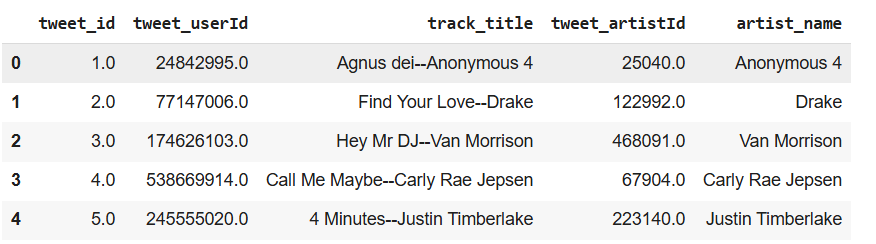 tweet_id tweet_userId track_title tweet_artistId artist_name
0 1.0 24842995.0 Agnus dei--Anonymous 4 25040.0 Anonymous 4
1 2.0 77147006.0 Find Your Love--Drake 122992.0 Drake
2 3.0 174626103.0 Hey Mr DJ--Van Morrison 468091.0 Van Morrison
3 4.0 538669914.0 Call Me Maybe--Carly Rae Jepsen 67904.0 Carly Rae Jepsen
4 5.0 245555020.0 4 Minutes--Justin Timberlake 223140.0 Justin Timberlake